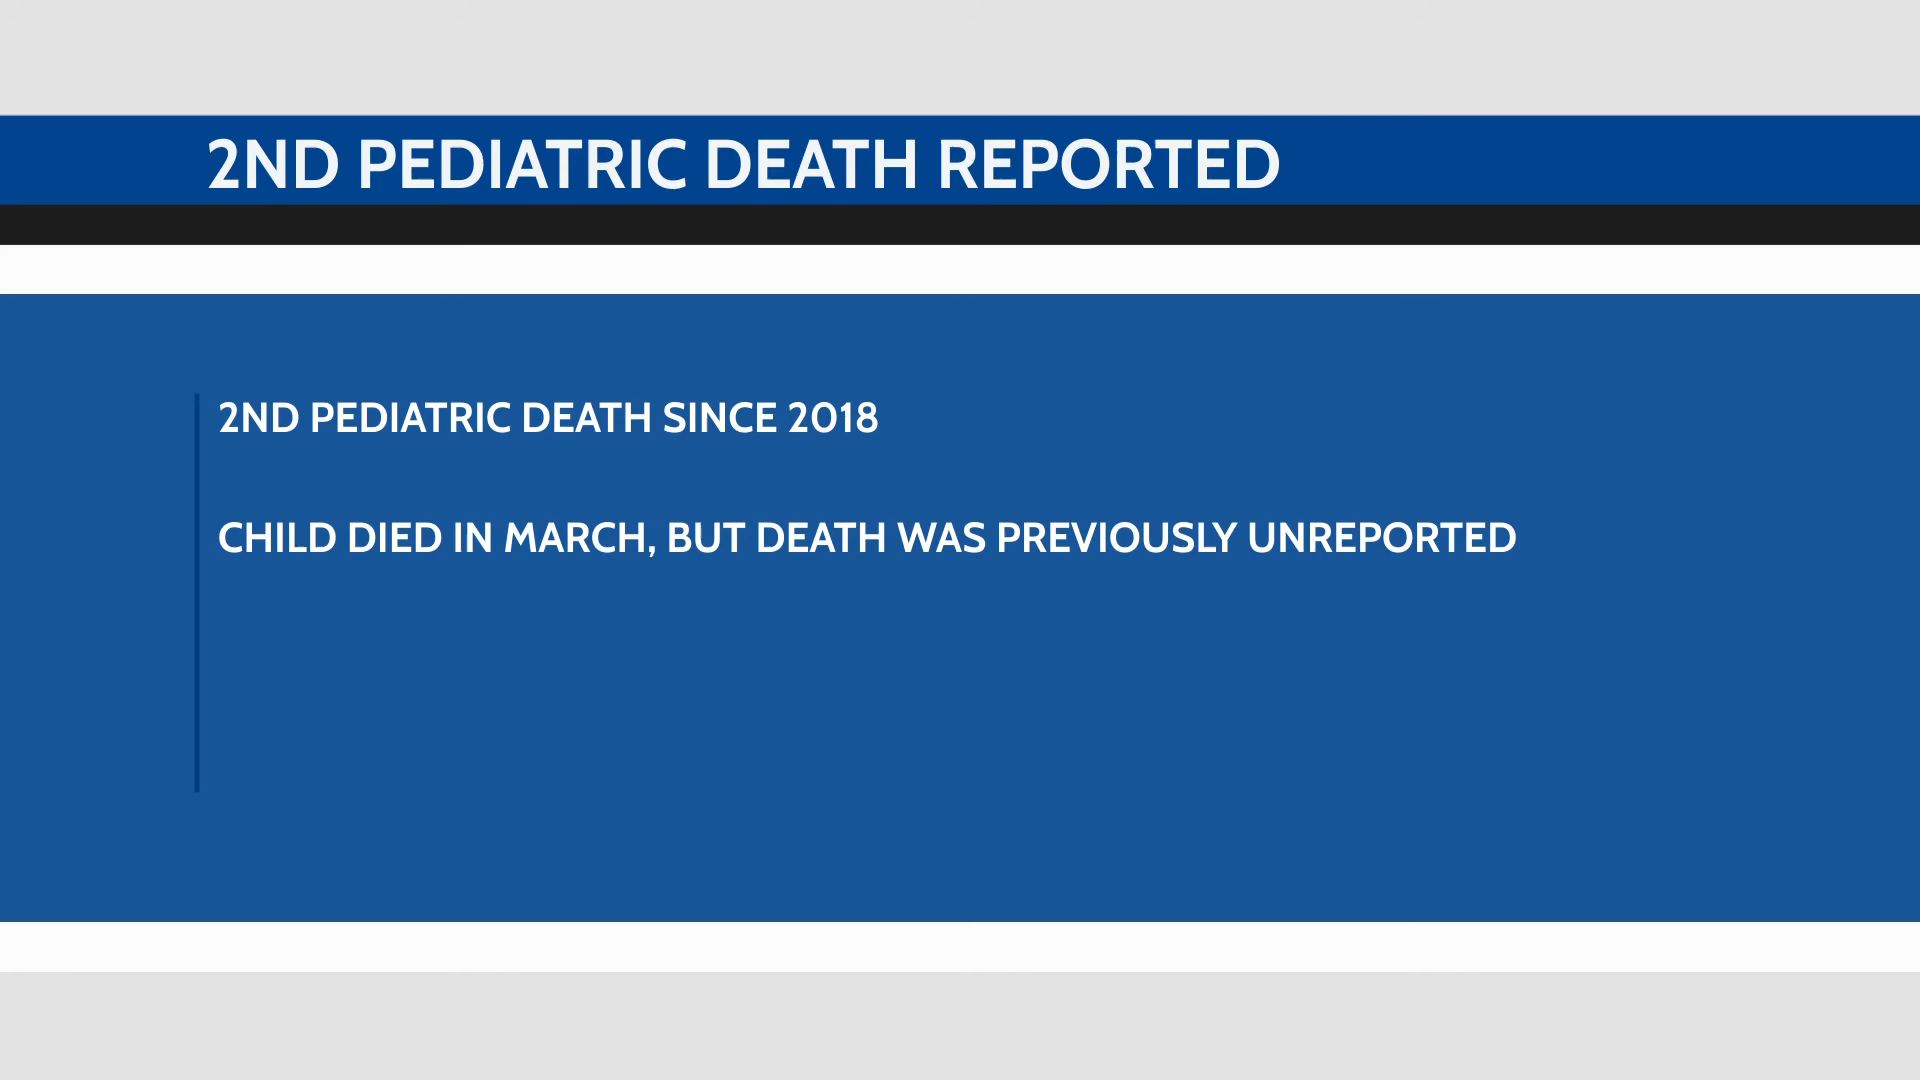 2ND PEDIATRIC DEATH REPORTED
2ND PEDIATRIC DEATH SINCE 2018
CHILD DIED IN MARCH, BUT DEATH WAS PREVIOUSLY UNREPORTED